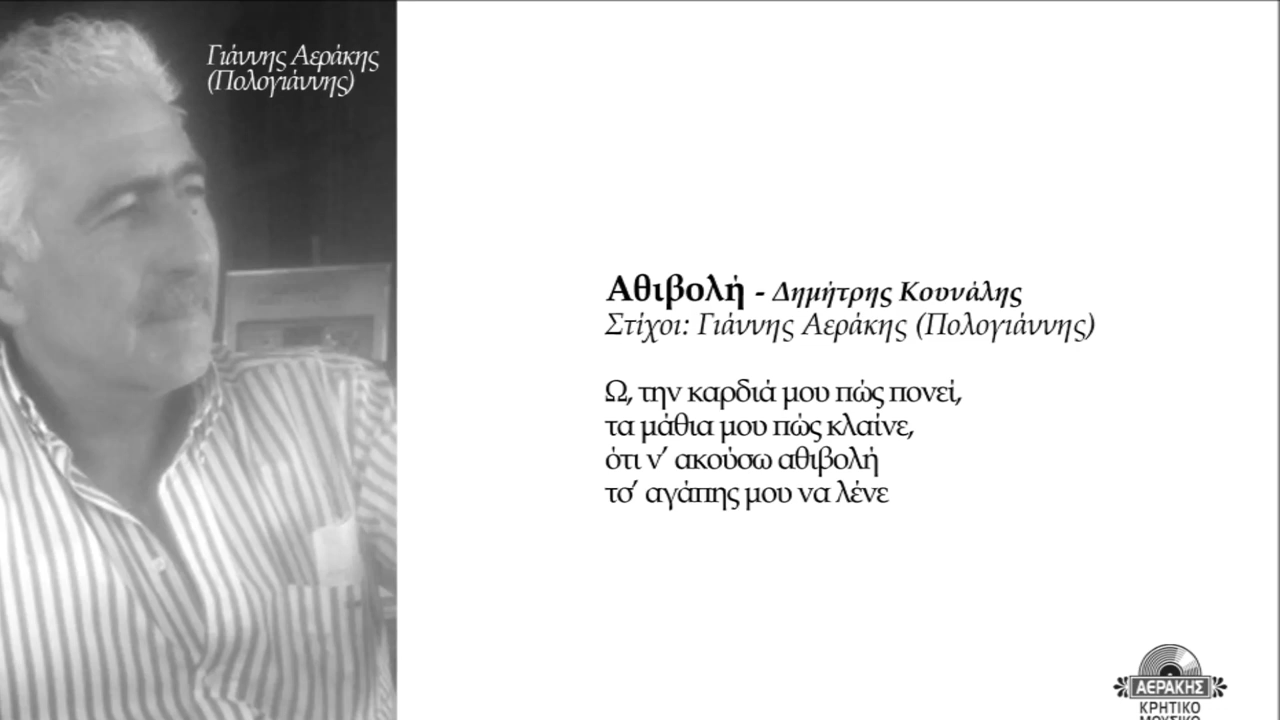 Γιάννης Αεράκης
(Πολογιάννης)
Αθιβολή - Δημήτρης Κουνάλης
Στίχοι: Γιάννης Αεράκης (Πολογιάννης)
Ω, την καρδιά μου πώς πονεί,
τα μάθια μου πώς κλαίνε,
ότι ν’ ακούσω αθιβολή
τσ’ αγάπης μου να λένε
ΑΕΡΑΚΗΣ
ΚΡΗΤΙΚΟ
ΜΟΥΣΙΚΟ